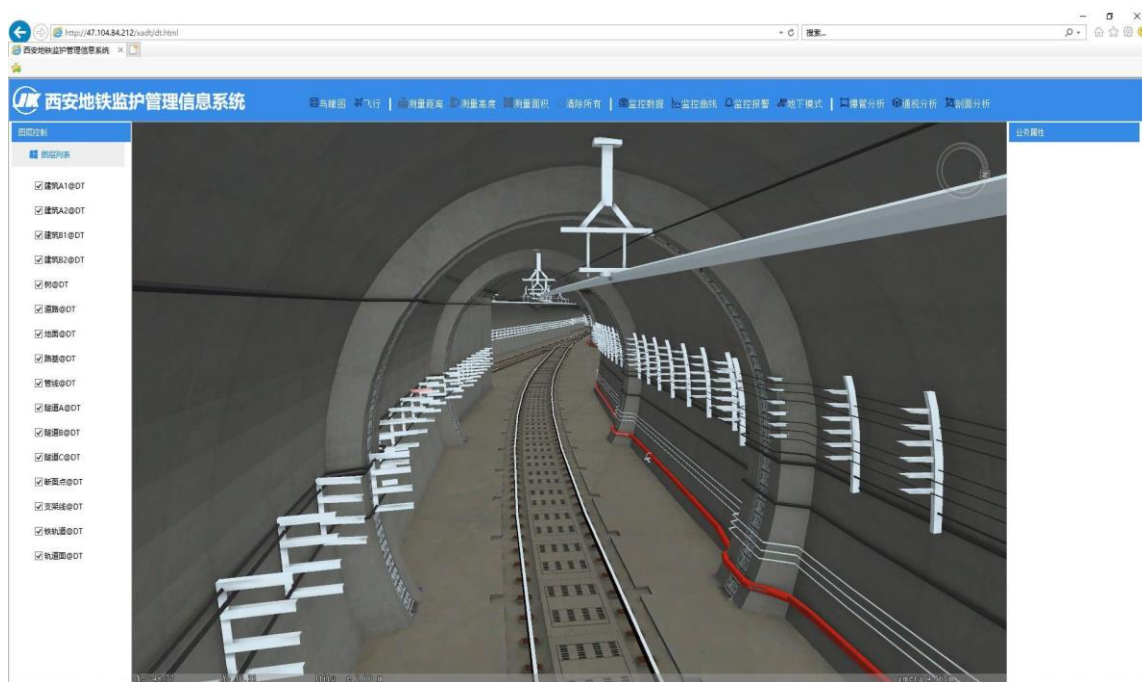 http://47.104.84.212/xadt/dt.html
搜索...
西安地铁监护管理信息系统
JK 西安地铁监护管理信息系统
鸟瞰图 飞行 测量距离 测量高度 测量面积 清除所有 监控数据 监控曲线 监控报警 地下模式 爆管分析 通视分析 剖面分析
图层控制
业务属性
图层列表
建筑A1@DT
建筑A2@DT
建筑B1@DT
建筑B2@DT
树@DT
道路@DT
地面@DT
路基@DT
管线@DT
隧道A@DT
隧道B@DT
隧道C@DT
断面点@DT
支架线@DT
铁轨道@DT
轨道面@DT